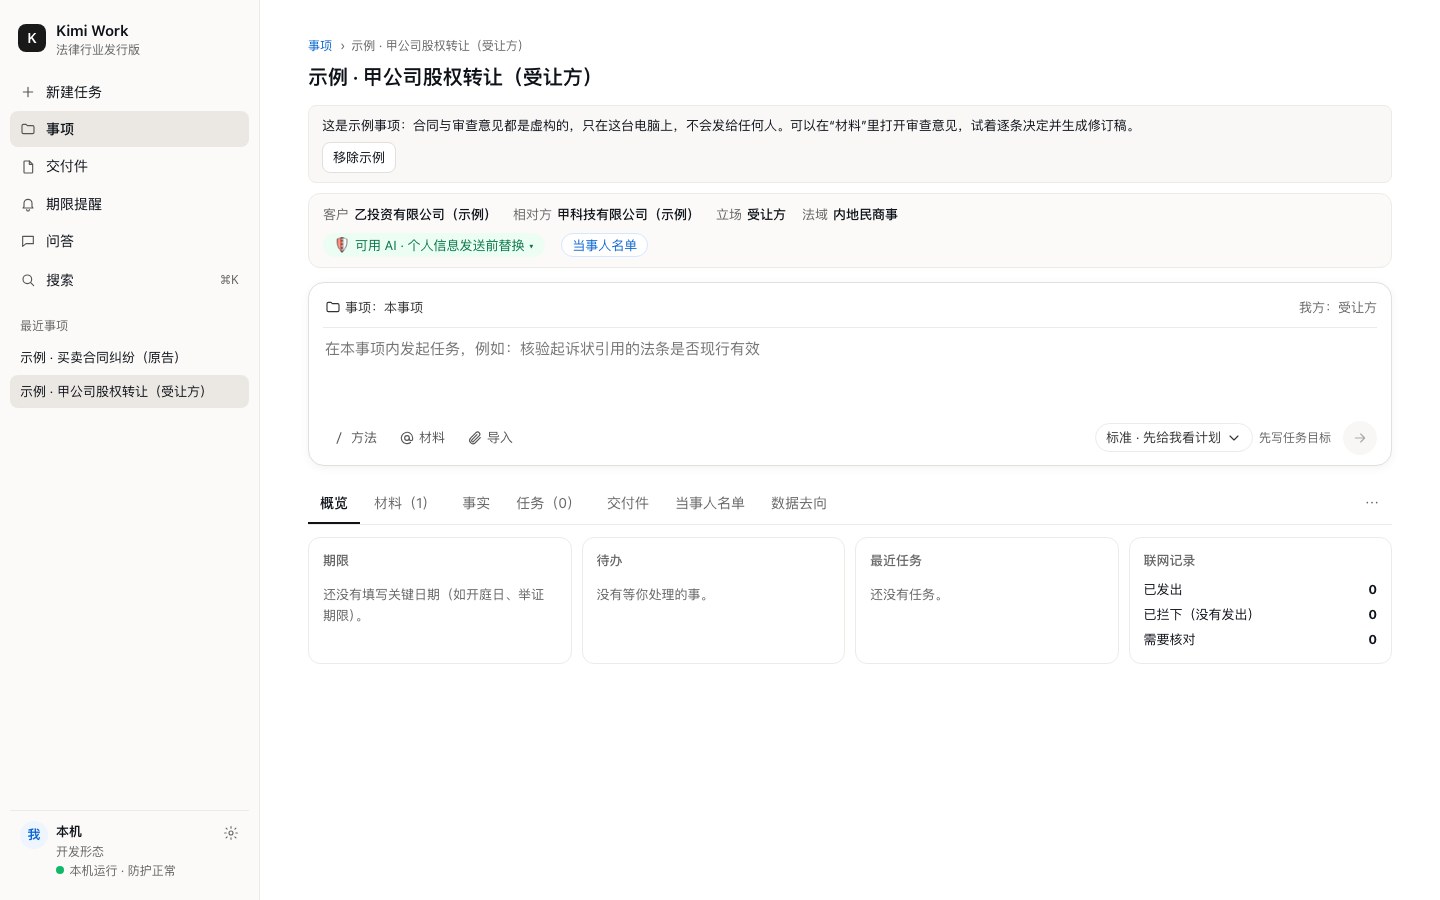 K
Kimi Work
法律行业发行版
新建任务
事项
交付件
期限提醒
问答
搜索 ⌘K
最近事项
示例 · 买卖合同纠纷（原告）
示例 · 甲公司股权转让（受让方）
我
本机
开发形态
本机运行 · 防护正常
事项 › 示例 · 甲公司股权转让（受让方）
示例 · 甲公司股权转让（受让方）
这是示例事项：合同与审查意见都是虚构的，只在这台电脑上，不会发给任何人。可以在“材料”里打开审查意见，试着逐条决定并生成修订稿。
移除示例
客户 乙投资有限公司（示例） 相对方 甲科技有限公司（示例） 立场 受让方 法域 内地民商事
可用 AI · 个人信息发送前替换 ▾ 当事人名单
事项：本事项 我方：受让方
在本事项内发起任务，例如：核验起诉状引用的法条是否现行有效
/ 方法 材料 导入 标准 · 先给我看计划 先写任务目标
概览 材料（1） 事实 任务（0） 交付件 当事人名单 数据去向 ···
期限
还没有填写关键日期（如开庭日、举证
期限）。
待办
没有等你处理的事。
最近任务
还没有任务。
联网记录
已发出 0
已拦下（没有发出） 0
需要核对 0